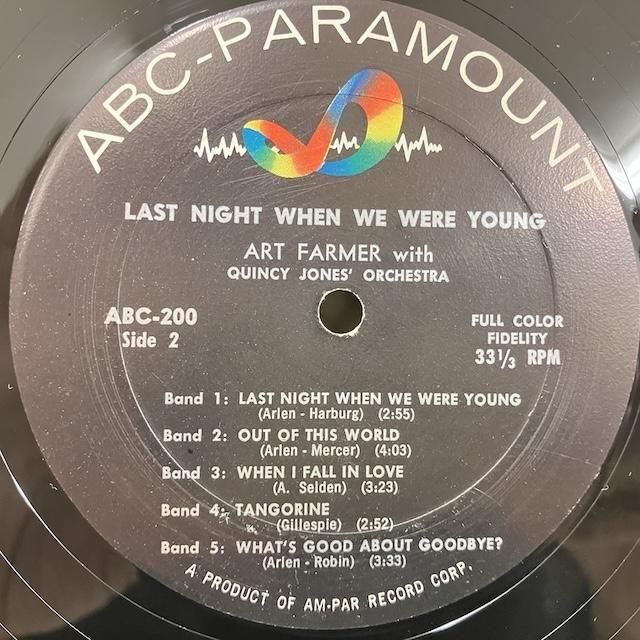 ABC-PARAMOUNT
LAST NIGHT WHEN WE WERE YOUNG
ART FARMER with
QUINCY JONES' ORCHESTRA
ABC-200
Side 2
FULL COLOR
FIDELITY
33 1/3 RPM
Band 1: LAST NIGHT WHEN WE WERE YOUNG
(Arlen - Harburg) (2:55)
Band 2: OUT OF THIS WORLD
(Arlen - Mercer) (4:03)
Band 3: WHEN I FALL IN LOVE
(A. Selden) (3:23)
Band 4: TANGORINE
(Gillespie) (2:52)
Band 5: WHAT'S GOOD ABOUT GOODBYE?
(Arlen - Robin) (3:33)
A PRODUCT OF AM-PAR RECORD CORP.